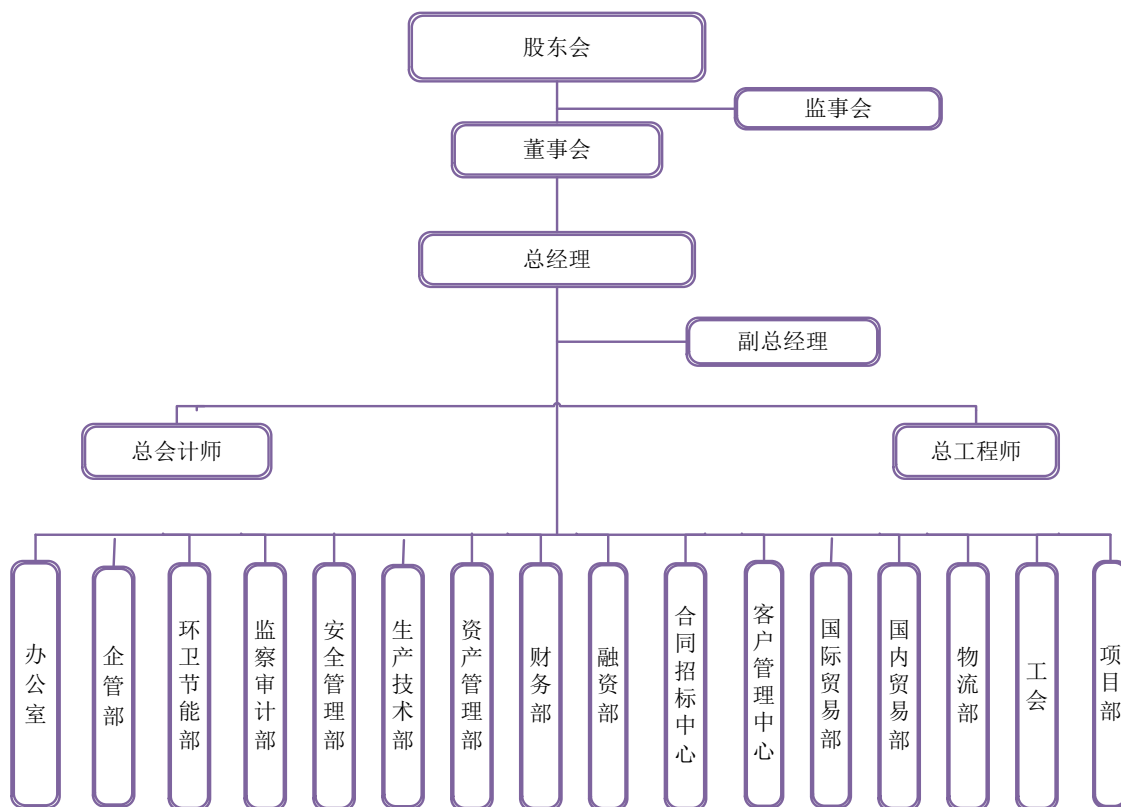 股东会
监事会
董事会
总经理
副总经理
总会计师
总工程师
办公室
企管部
环卫节能部
监察审计部
安全管理部
生产技术部
资产管理部
财务部
融资部
合同招标中心
客户管理中心
国际贸易部
国内贸易部
物流部
工会
项目部